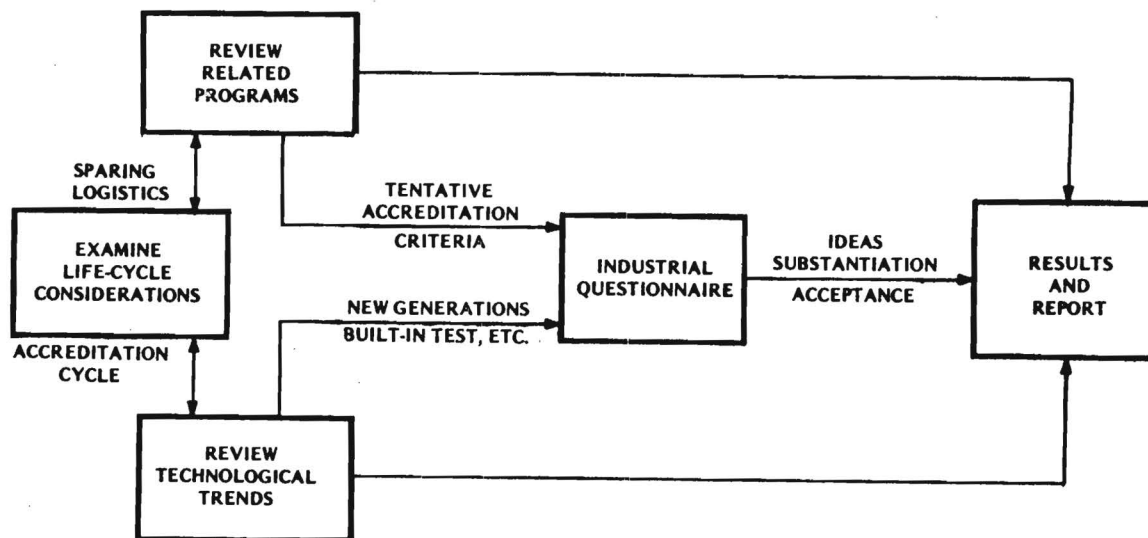 REVIEW
RELATED
PROGRAMS
SPARING
LOGISTICS
TENTATIVE
ACCREDITATION
CRITERIA
EXAMINE
LIFE-CYCLE
CONSIDERATIONS
INDUSTRIAL
QUESTIONNAIRE
IDEAS
SUBSTANTIATION
ACCEPTANCE
RESULTS
AND
REPORT
NEW GENERATIONS
BUILT-IN TEST, ETC.
ACCREDITATION
CYCLE
REVIEW
TECHNOLOGICAL
TRENDS